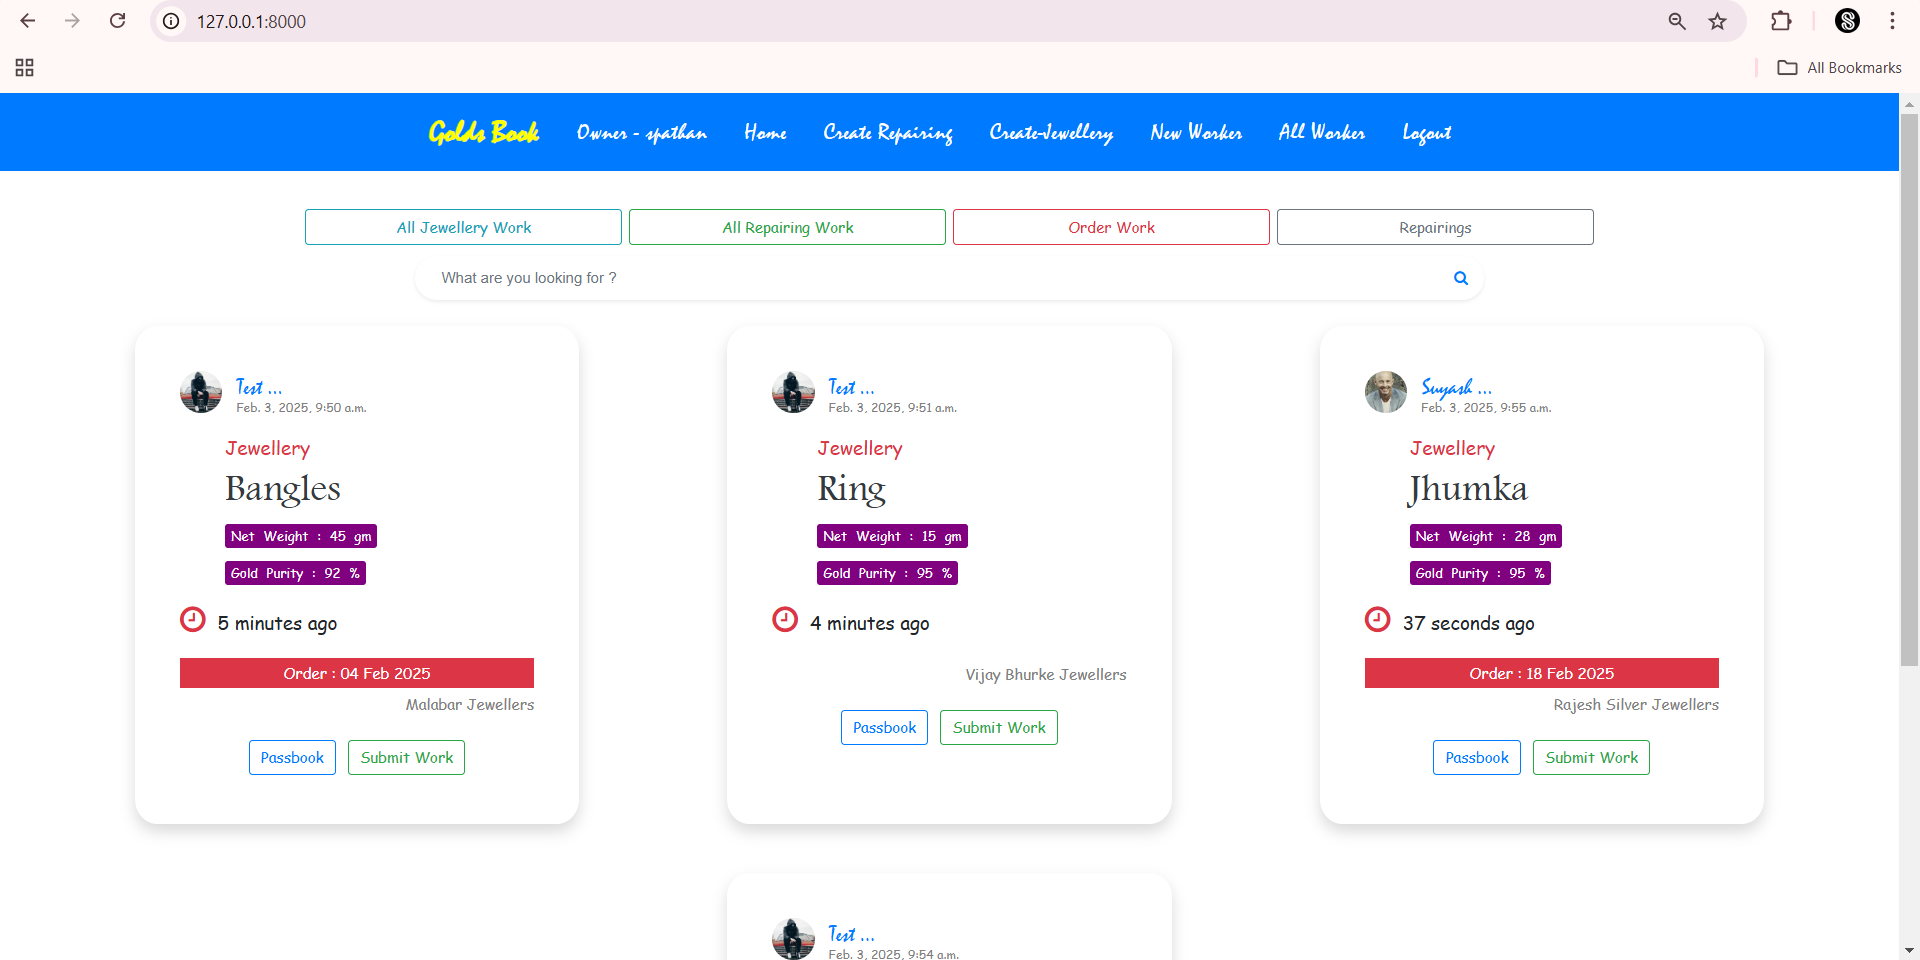 127.0.0.1:8000
All Bookmarks
Golds Book Owner - spathan Home Create Repairing Create-Jewellery New Worker All Worker Logout
All Jewellery Work All Repairing Work Order Work Repairings
What are you looking for ?
Test ...
Feb. 3, 2025, 9:50 a.m.
Jewellery
Bangles
Net Weight : 45 gm
Gold Purity : 92 %
5 minutes ago
Order : 04 Feb 2025
Malabar Jewellers
Passbook Submit Work
Test ...
Feb. 3, 2025, 9:51 a.m.
Jewellery
Ring
Net Weight : 15 gm
Gold Purity : 95 %
4 minutes ago
Vijay Bhurke Jewellers
Passbook Submit Work
Suyash ...
Feb. 3, 2025, 9:55 a.m.
Jewellery
Jhumka
Net Weight : 28 gm
Gold Purity : 95 %
37 seconds ago
Order : 18 Feb 2025
Rajesh Silver Jewellers
Passbook Submit Work
Test ...
Feb. 3, 2025, 9:54 a.m.